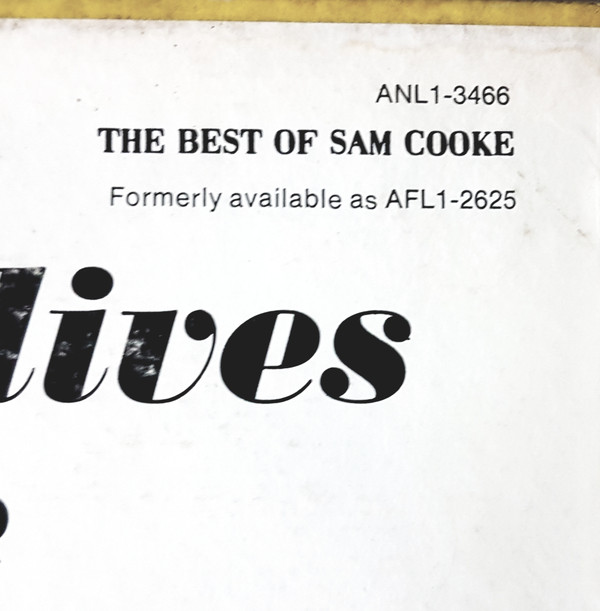 ANL1-3466
THE BEST OF SAM COOKE
Formerly available as AFL1-2625
lives